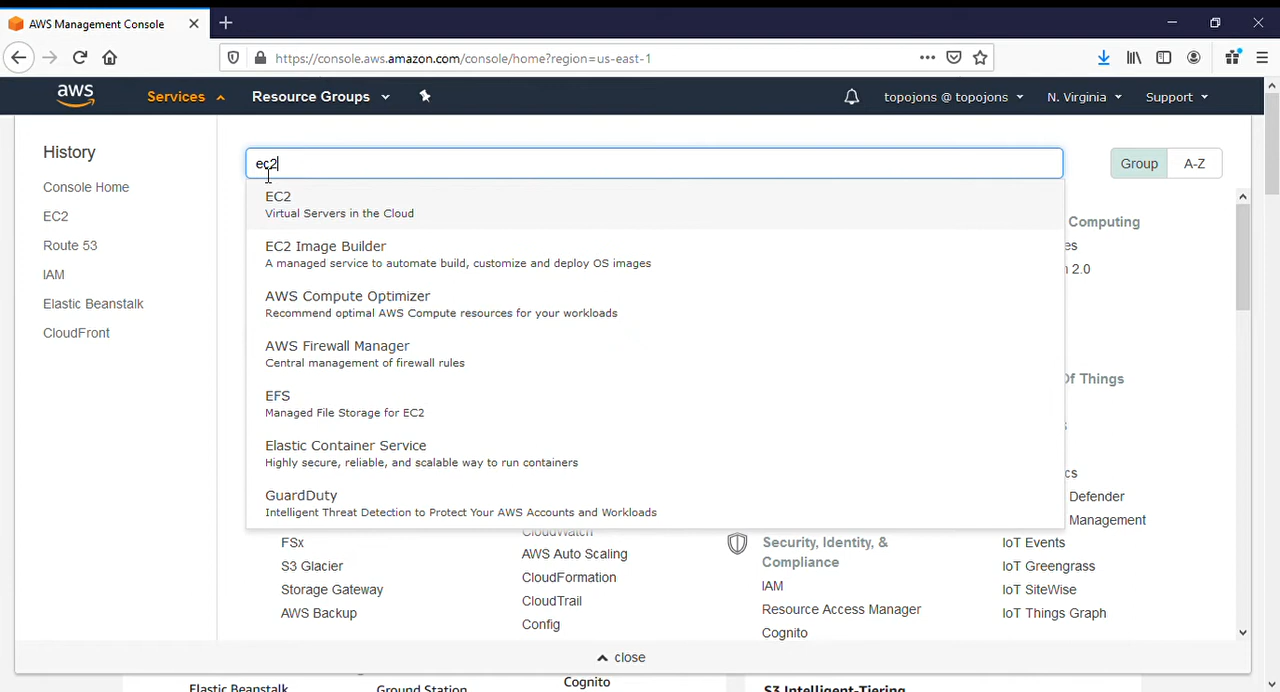 AWS Management Console
https://console.aws.amazon.com/console/home?region=us-east-1
aws
Services
Resource Groups
topojons @ topojons
N. Virginia
Support
History
Console Home
EC2
Route 53
IAM
Elastic Beanstalk
CloudFront
ec2
Group
A-Z
EC2
Virtual Servers in the Cloud
EC2 Image Builder
A managed service to automate build, customize and deploy OS images
AWS Compute Optimizer
Recommend optimal AWS Compute resources for your workloads
AWS Firewall Manager
Central management of firewall rules
EFS
Managed File Storage for EC2
Elastic Container Service
Highly secure, reliable, and scalable way to run containers
GuardDuty
Intelligent Threat Detection to Protect Your AWS Accounts and Workloads
FSx
S3 Glacier
Storage Gateway
AWS Backup
CloudWatch
AWS Auto Scaling
CloudFormation
CloudTrail
Config
Security, Identity, &
Compliance
IAM
Resource Access Manager
Cognito
Computing
2.0
Of Things
Defender
Management
IoT Events
IoT Greengrass
IoT SiteWise
IoT Things Graph
close
Elastic Beanstalk
Ground Station
Cognito
S3 Intelligent-Tiering